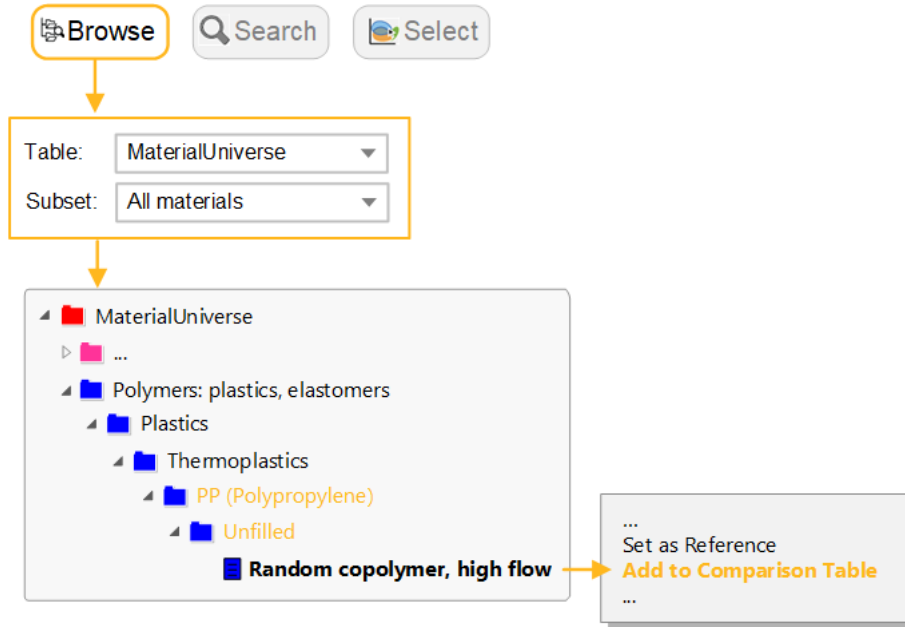 Browse Search Select
Table: MaterialUniverse
Subset: All materials
MaterialUniverse
...
Polymers: plastics, elastomers
Plastics
Thermoplastics
PP (Polypropylene)
Unfilled
Random copolymer, high flow
...
Set as Reference
Add to Comparison Table
...